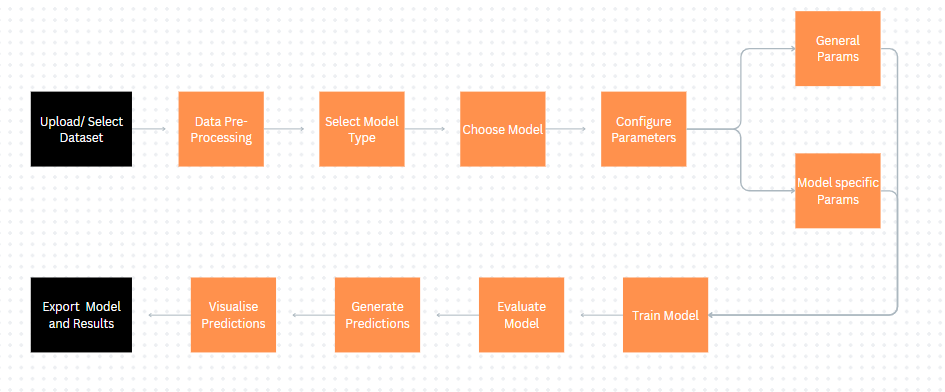 General
Params
Upload/ Select
Dataset
Data Pre-
Processing
Select Model
Type
Choose Model
Configure
Parameters
Model specific
Params
Export  Model
and Results
Visualise
Predictions
Generate
Predictions
Evaluate
Model
Train Model